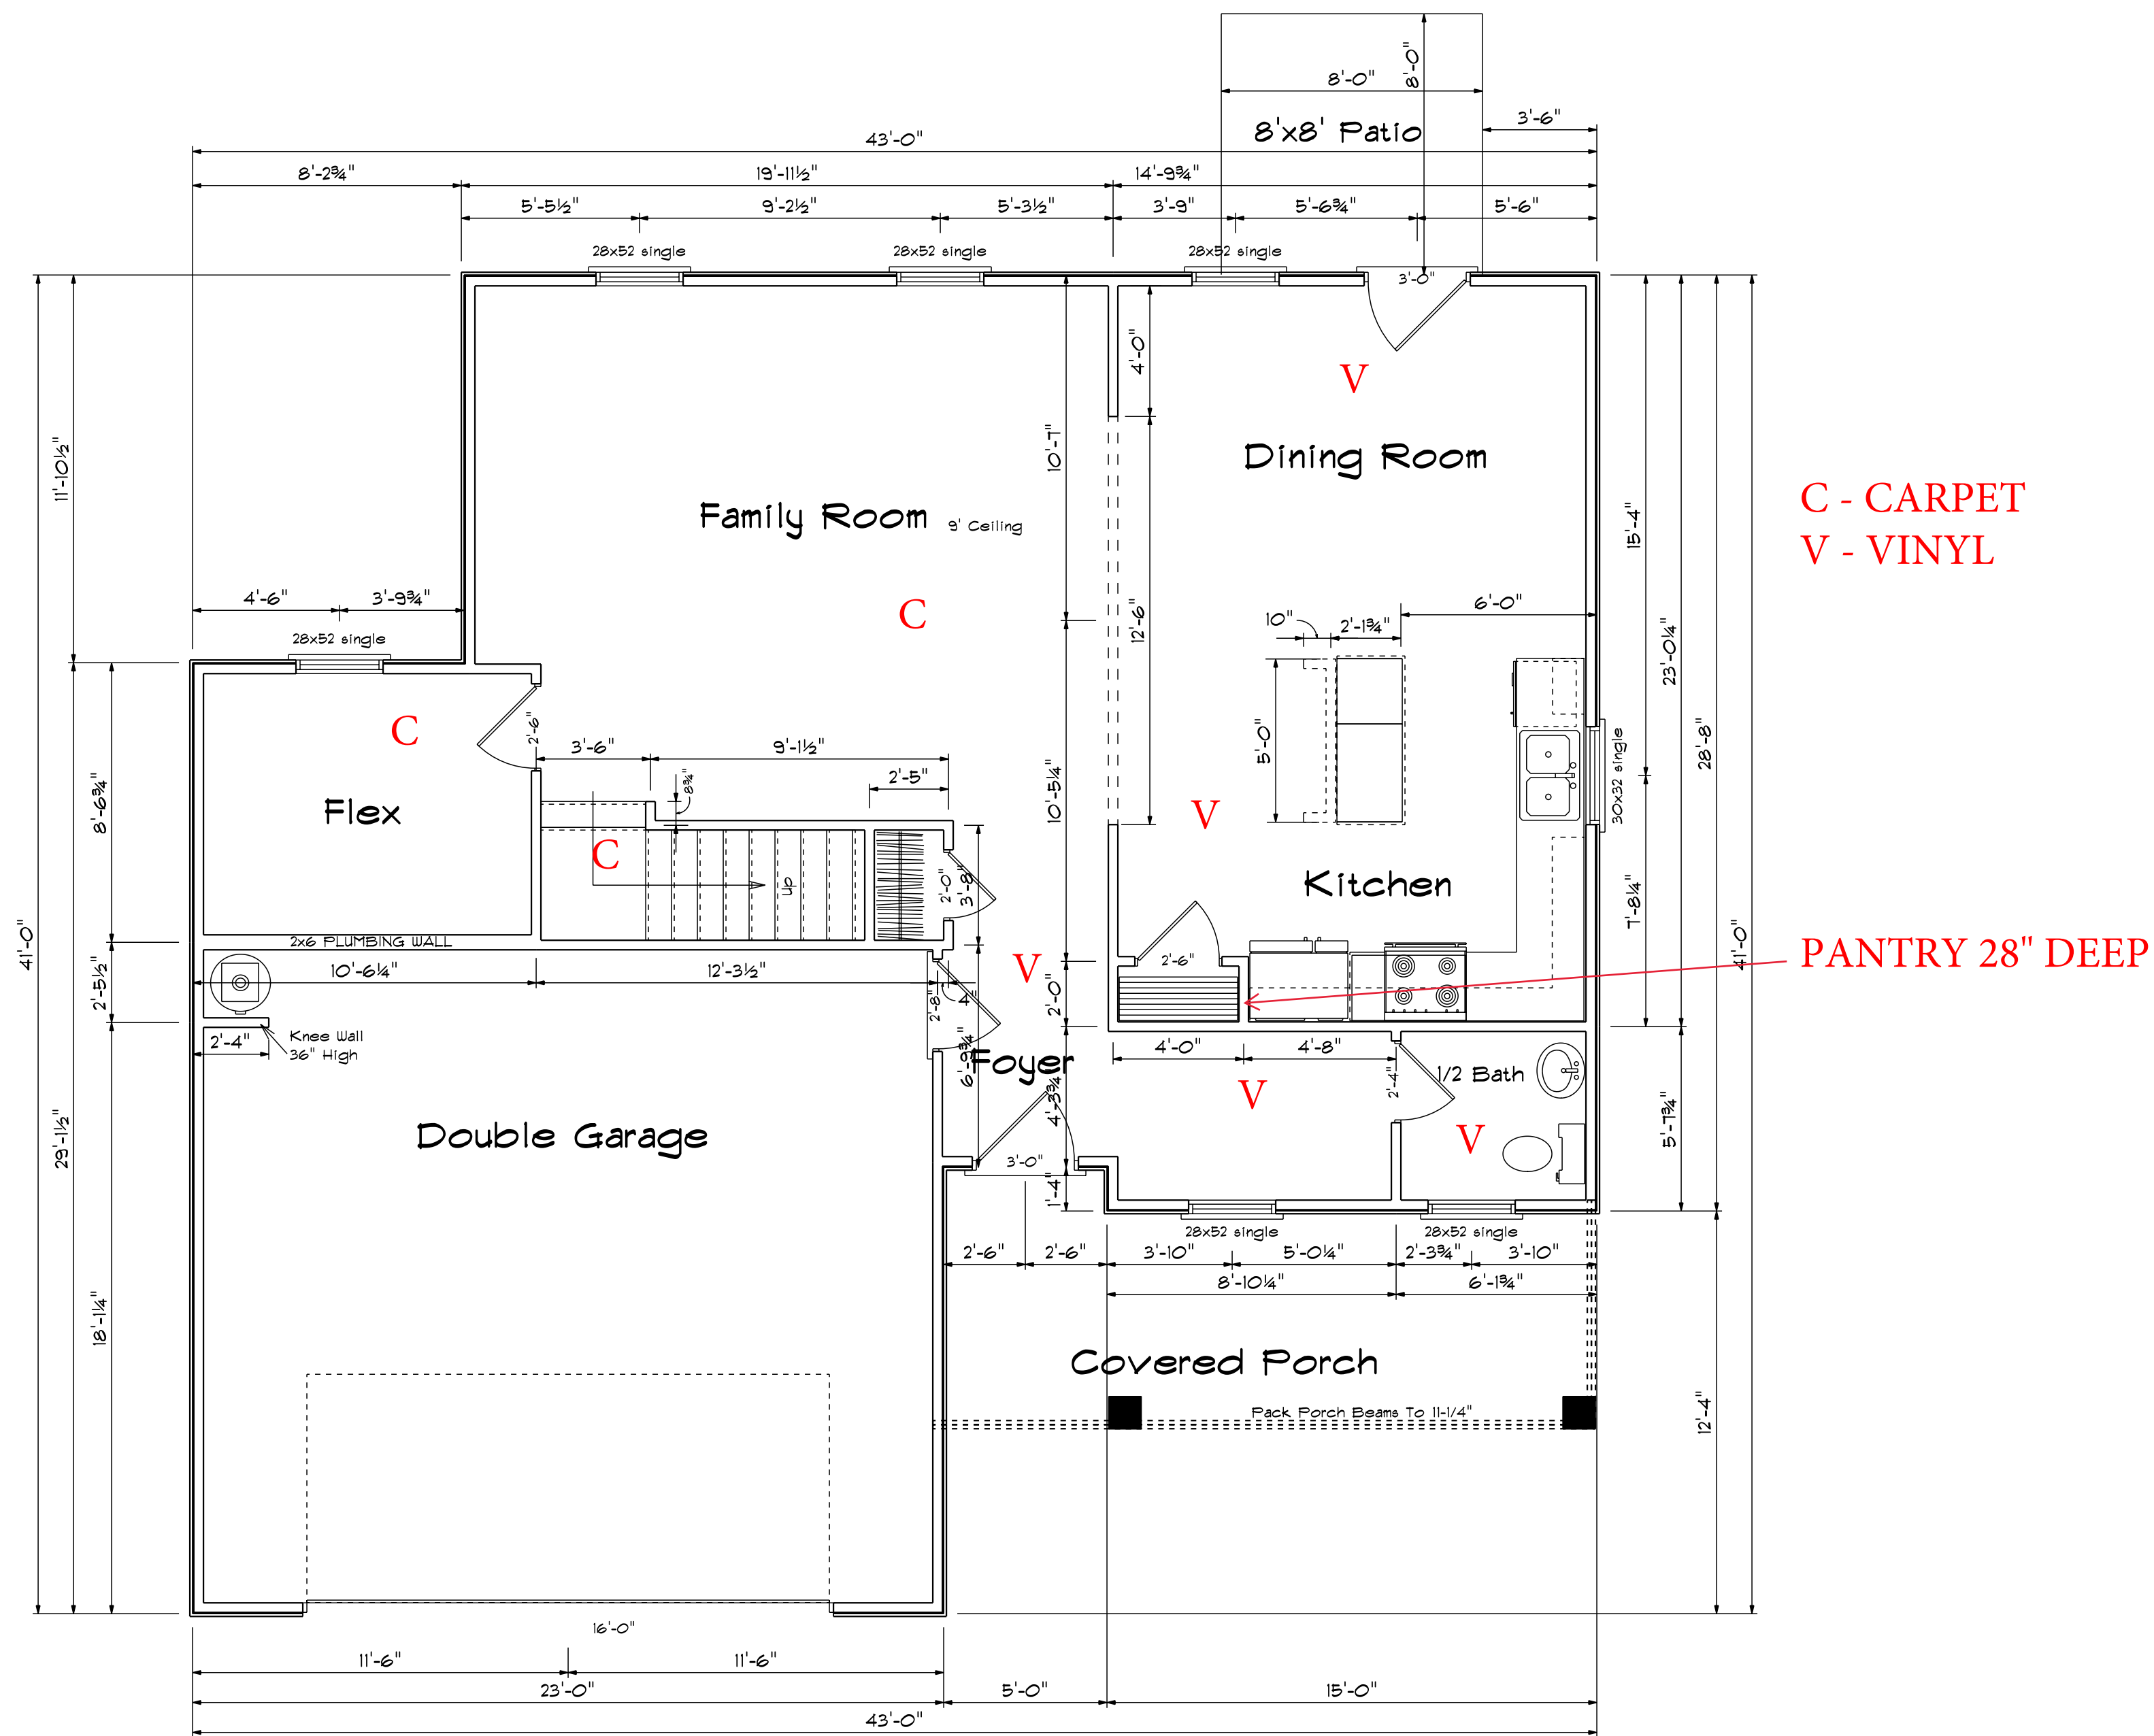 8'-0"
8'-0"
8'x8' Patio
3'-6"
43'-0"
8'-2¾"
19'-11½"
14'-9¾"
5'-5½"
9'-2½"
5'-3½"
3'-9"
5'-6¾"
5'-6"
28x52 single
28x52 single
28x52 single
3'-0"
4'-0"
V
10'-7"
Dining Room
11'-10½"
Family Room
9' Ceiling
C - CARPET
V - VINYL
15'-4"
4'-6"
3'-9¾"
C
12'-6"
6'-0"
10"
2'-1¾"
28x52 single
23'-0¼"
C
2'-6"
3'-6"
9'-1½"
5'-0"
28'-8"
2'-5"
8¾"
10'-5¼"
30x32 single
8'-6¾"
Flex
V
C
up
2'-0"
3'-8"
Kitchen
7'-8¼"
41'-0"
41'-0"
2x6 PLUMBING WALL
PANTRY 28" DEEP
10'-6¼"
12'-3½"
V
2'-6"
2'-5½"
2'-8"
4"
2'-0"
Knee Wall
36" High
2'-4"
6'-9¾"
Foyer
4'-3¾"
4'-0"
4'-8"
2'-4"
1/2 Bath
V
V
5'-7¾"
29'-1½"
Double Garage
3'-0"
1'-4"
28x52 single
28x52 single
2'-6"
2'-6"
3'-10"
5'-0¼"
2'-3¾"
3'-10"
8'-10¼"
6'-1¾"
18'-1¼"
Covered Porch
Pack Porch Beams To 11-1/4"
12'-4"
16'-0"
11'-6"
11'-6"
23'-0"
5'-0"
15'-0"
43'-0"